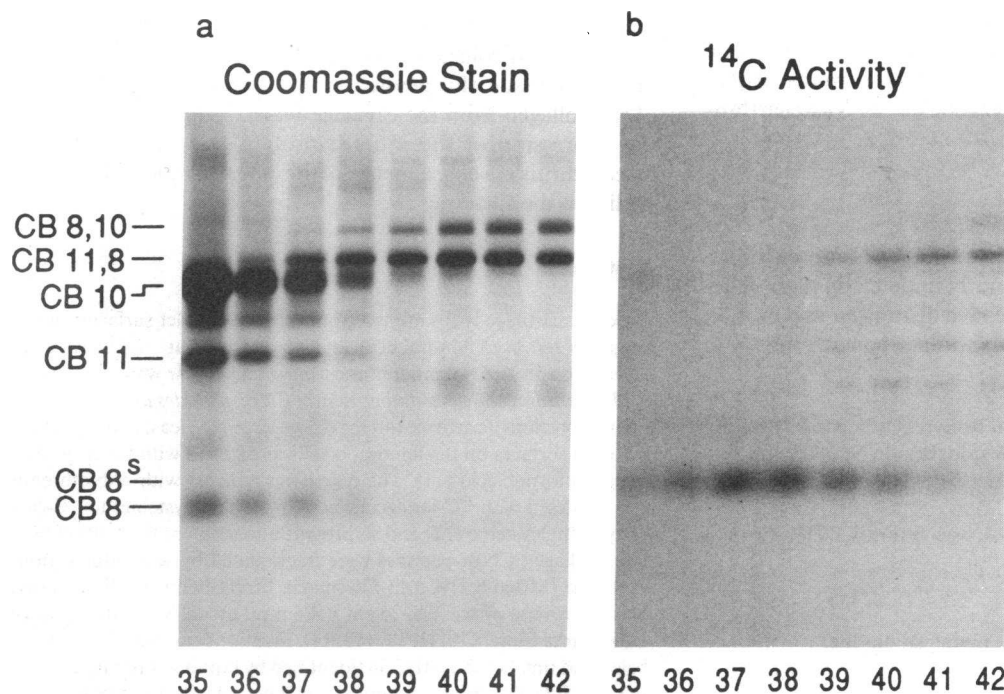 a
b
Coomassie Stain
¹⁴C Activity
CB 8,10
CB 11,8
CB 10
CB 11
CB 8ˢ
CB 8
35 36 37 38 39 40 41 42
35 36 37 38 39 40 41 42